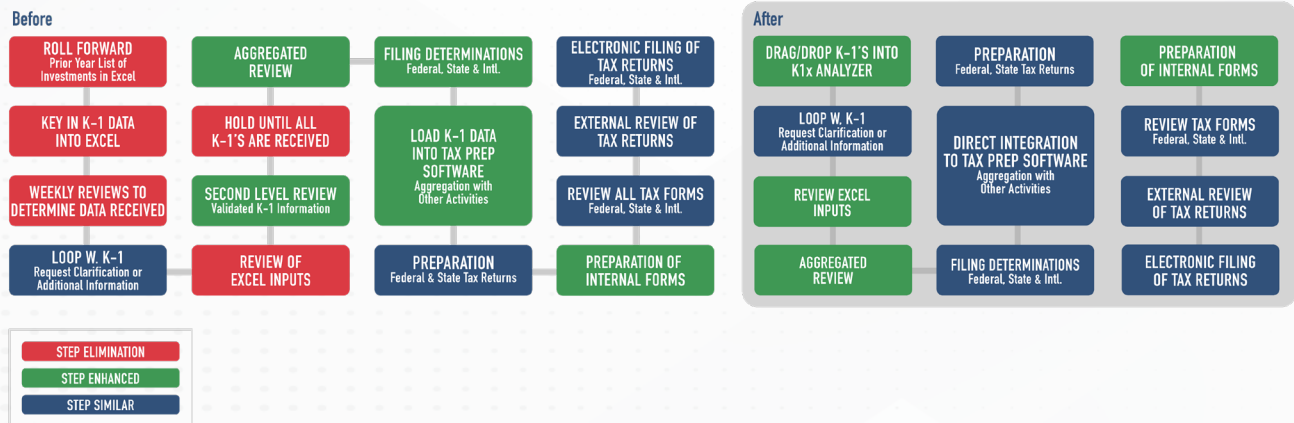 Before
ROLL FORWARD
Prior Year List of
Investments in Excel
KEY IN K-1 DATA
INTO EXCEL
WEEKLY REVIEWS TO
DETERMINE DATA RECEIVED
LOOP W. K-1
Request Clarification or
Additional Information
AGGREGATED
REVIEW
HOLD UNTIL ALL
K-1'S ARE RECEIVED
SECOND LEVEL REVIEW
Validated K-1 Information
REVIEW OF
EXCEL INPUTS
FILING DETERMINATIONS
Federal, State & Intl.
LOAD K-1 DATA
INTO TAX PREP
SOFTWARE
Aggregation with
Other Activities
PREPARATION
Federal & State Tax Returns
ELECTRONIC FILING OF
TAX RETURNS
Federal, State & Intl.
EXTERNAL REVIEW OF
TAX RETURNS
REVIEW ALL TAX FORMS
Federal, State & Intl.
PREPARATION OF
INTERNAL FORMS
After
DRAG/DROP K-1'S INTO
K1x ANALYZER
LOOP W. K-1
Request Clarification or
Additional Information
REVIEW EXCEL
INPUTS
AGGREGATED
REVIEW
PREPARATION
Federal, State Tax Returns
DIRECT INTEGRATION
TO TAX PREP SOFTWARE
Aggregation with
Other Activities
FILING DETERMINATIONS
Federal, State & Intl.
PREPARATION
OF INTERNAL FORMS
REVIEW TAX FORMS
Federal, State & Intl.
EXTERNAL REVIEW
OF TAX RETURNS
ELECTRONIC FILING
OF TAX RETURNS
STEP ELIMINATION
STEP ENHANCED
STEP SIMILAR